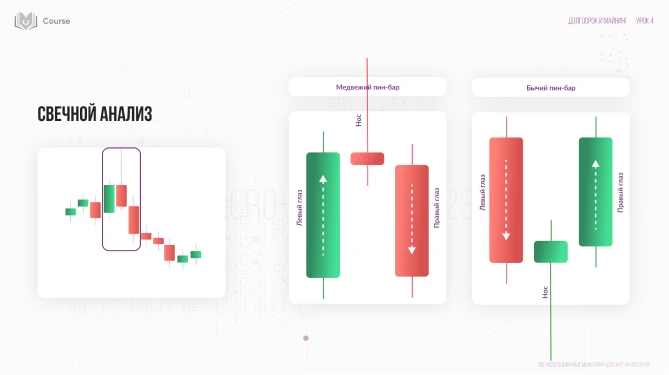 Course
ДОЛГОСРОК И МАЙНИНГ УРОК 4
СВЕЧНОЙ АНАЛИЗ
Медвежий пин-бар
Нос
Левый глаз
Правый глаз
Бычий пин-бар
Левый глаз
Правый глаз
Нос